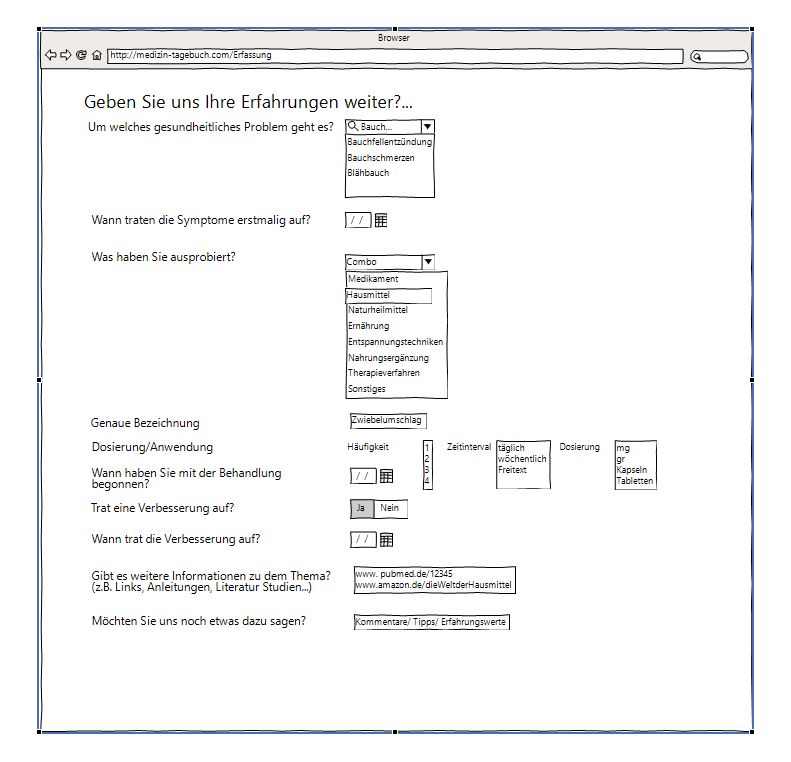 Browser
http://medizin-tagebuch.com/Erfassung
Geben Sie uns Ihre Erfahrungen weiter?...
Um welches gesundheitliches Problem geht es?
Bauch...
Bauchfellentzündung
Bauchschmerzen
Blähbauch
Wann traten die Symptome erstmalig auf?
/ /
Was haben Sie ausprobiert?
Combo
Medikament
Hausmittel
Naturheilmittel
Ernährung
Entspannungstechniken
Nahrungsergänzung
Therapieverfahren
Sonstiges
Genaue Bezeichnung
Zwiebelumschlag
Dosierung/Anwendung
Häufigkeit
1
2
3
4
Zeitinterval
täglich
wöchentlich
Freitext
Dosierung
mg
gr
Kapseln
Tabletten
Wann haben Sie mit der Behandlung
begonnen?
/ /
Trat eine Verbesserung auf?
Ja Nein
Wann trat die Verbesserung auf?
/ /
Gibt es weitere Informationen zu dem Thema?
(z.B. Links, Anleitungen, Literatur Studien...)
www. pubmed.de/12345
www.amazon.de/dieWeltderHausmittel
Möchten Sie uns noch etwas dazu sagen?
Kommentare/ Tipps/ Erfahrungswerte